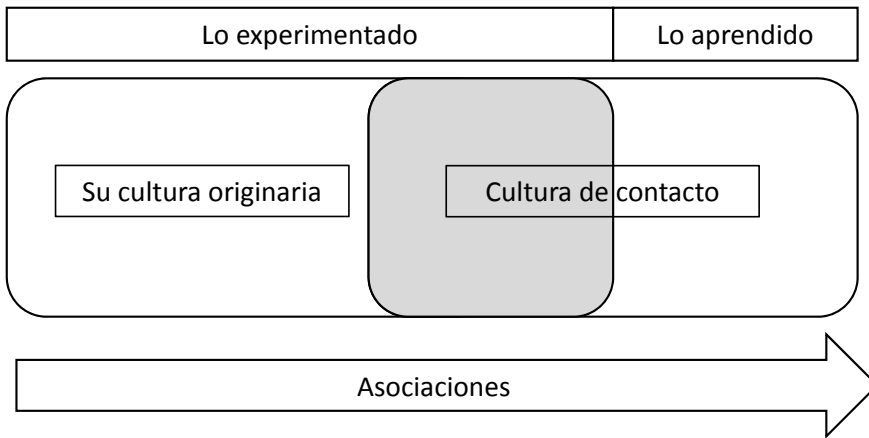 Lo experimentado
Lo aprendido
Su cultura originaria
Cultura de contacto
Asociaciones